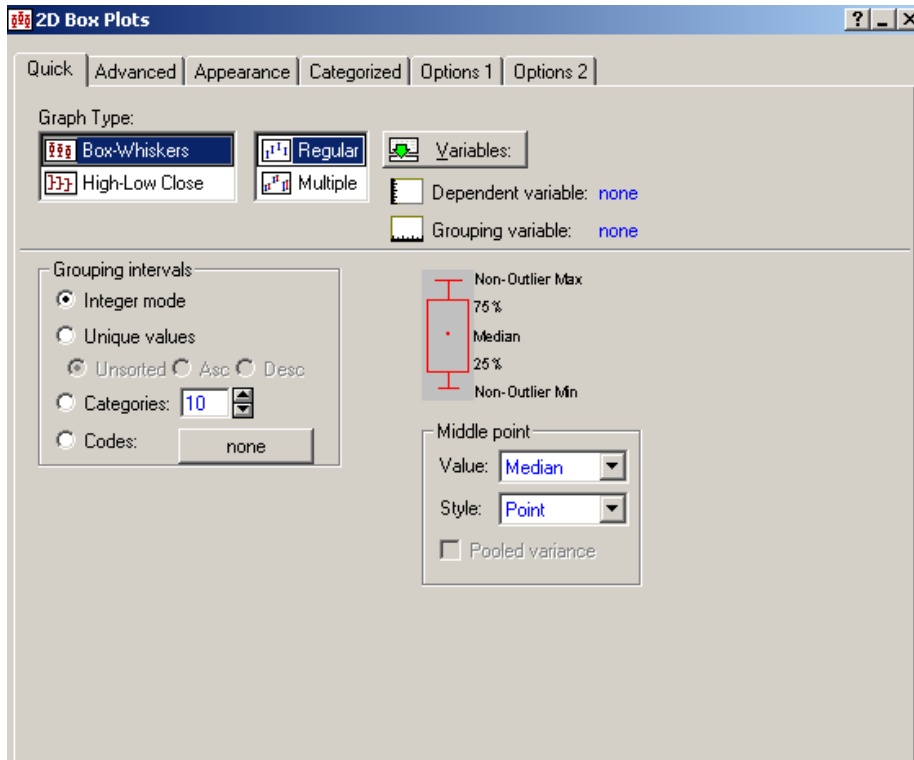 2D Box Plots
Quick Advanced Appearance Categorized Options 1 Options 2
Graph Type:
Box-Whiskers
High-Low Close
Regular
Multiple
Variables:
Dependent variable: none
Grouping variable: none
Grouping intervals
Integer mode
Unique values
Unsorted Asc Desc
Categories: 10
Codes: none
Non-Outlier Max
75%
Median
25%
Non-Outlier Min
Middle point
Value: Median
Style: Point
Pooled variance